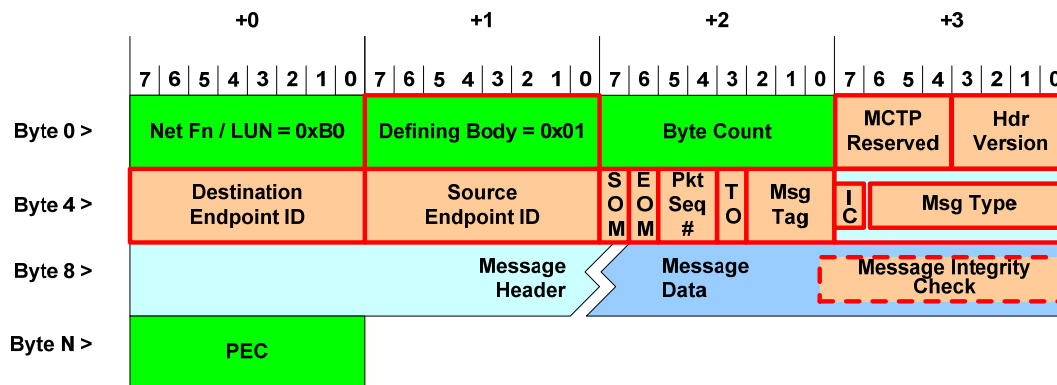 +0 +1 +2 +3
7 6 5 4 3 2 1 0 7 6 5 4 3 2 1 0 7 6 5 4 3 2 1 0 7 6 5 4 3 2 1 0
Byte 0 > Net Fn / LUN = 0xB0 Defining Body = 0x01 Byte Count MCTP Reserved Hdr Version
Byte 4 > Destination Endpoint ID Source Endpoint ID SOM EOM Pkt Seq # TO Msg Tag IC Msg Type
Byte 8 > Message Header Message Data Message Integrity Check
Byte N > PEC